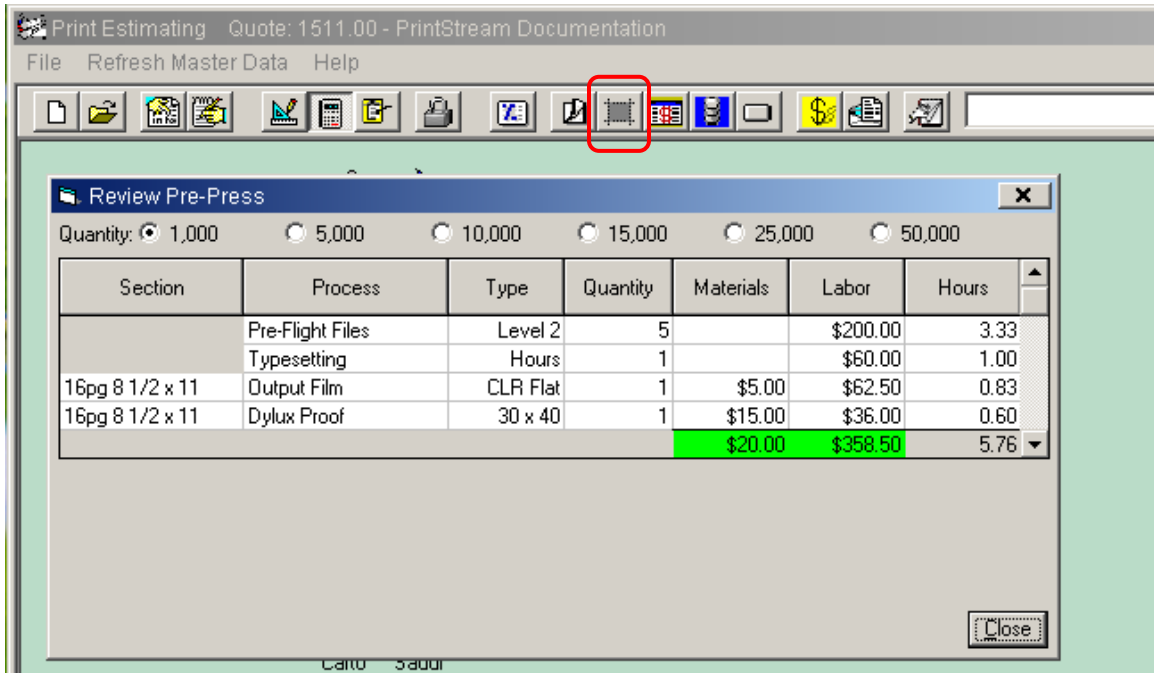 Print Estimating Quote: 1511.00 - PrintStream Documentation
File Refresh Master Data Help
Review Pre-Press
Quantity: 1,000 5,000 10,000 15,000 25,000 50,000
Section Process Type Quantity Materials Labor Hours
Pre-Flight Files Level 2 5 $200.00 3.33
Typesetting Hours 1 $60.00 1.00
16pg 8 1/2 x 11 Output Film CLR Flat 1 $5.00 $62.50 0.83
16pg 8 1/2 x 11 Dylux Proof 30 x 40 1 $15.00 $36.00 0.60
$20.00 $358.50 5.76
Close